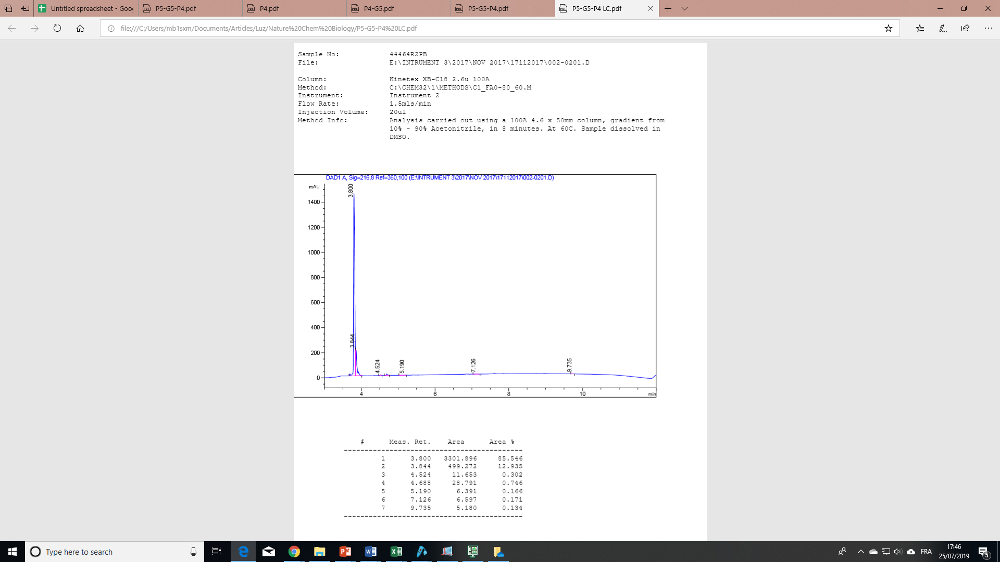 Untitled spreadsheet - Goog
P5-G5-P4.pdf
P4.pdf
P4-G5.pdf
P5-G5-P4.pdf
P5-G5-P4 LC.pdf
file:///C:/Users/mb1sxm/Documents/Articles/Luz/Nature%20Chem%20Biology/P5-G5-P4%20LC.pdf
Sample No: 44464R2PB
File: E:\INTRUMENT 3\2017\NOV 2017\17112017\002-0201.D
Column: Kinetex XB-C18 2.6u 100A
Method: C:\CHEM32\1\METHODS\C1_FA0-80_60.M
Instrument: Instrument 2
Flow Rate: 1.5mls/min
Injection Volume: 20ul
Method Info: Analysis carried out using a 100A 4.6 x 50mm column, gradient from
10% - 90% Acetonitrile, in 8 minutes. At 60C. Sample dissolved in
DMSO.
DAD1 A, Sig=216,8 Ref=360,100 (E:\INTRUMENT 3\2017\NOV 2017\17112017\002-0201.D)
mAU
3.800
1400
1200
1000
800
600
400
3.844
200
4.524
5.190
7.126
9.735
0
4 6 8 10 min
# Meas. Ret. Area Area %
1 3.800 3301.896 85.546
2 3.844 499.272 12.935
3 4.524 11.653 0.302
4 4.688 28.791 0.746
5 5.190 6.391 0.166
6 7.126 6.597 0.171
7 9.735 5.180 0.134
Type here to search
FRA
17:46
25/07/2019
5